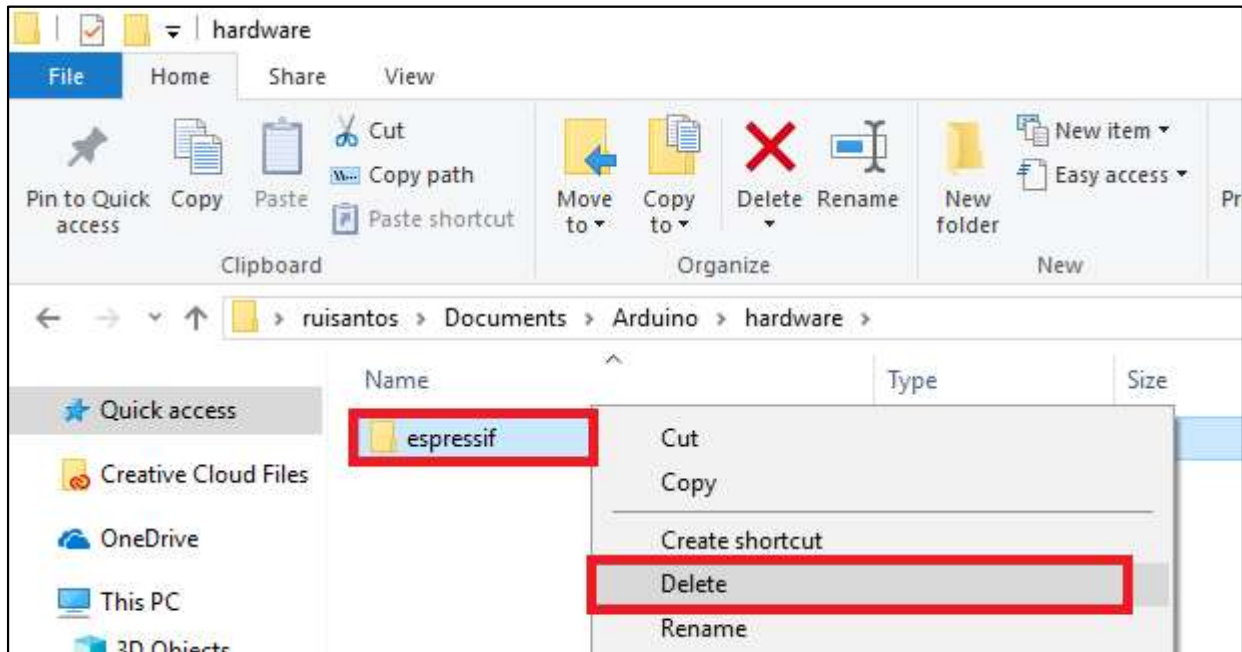 hardware
File Home Share View
Pin to Quick access
Copy
Paste
Cut
Copy path
Paste shortcut
Clipboard
Move to
Copy to
Delete
Rename
Organize
New folder
New item
Easy access
New
ruisantos > Documents > Arduino > hardware >
Name Type Size
Quick access
Creative Cloud Files
OneDrive
This PC
3D Objects
espressif
Cut
Copy
Create shortcut
Delete
Rename